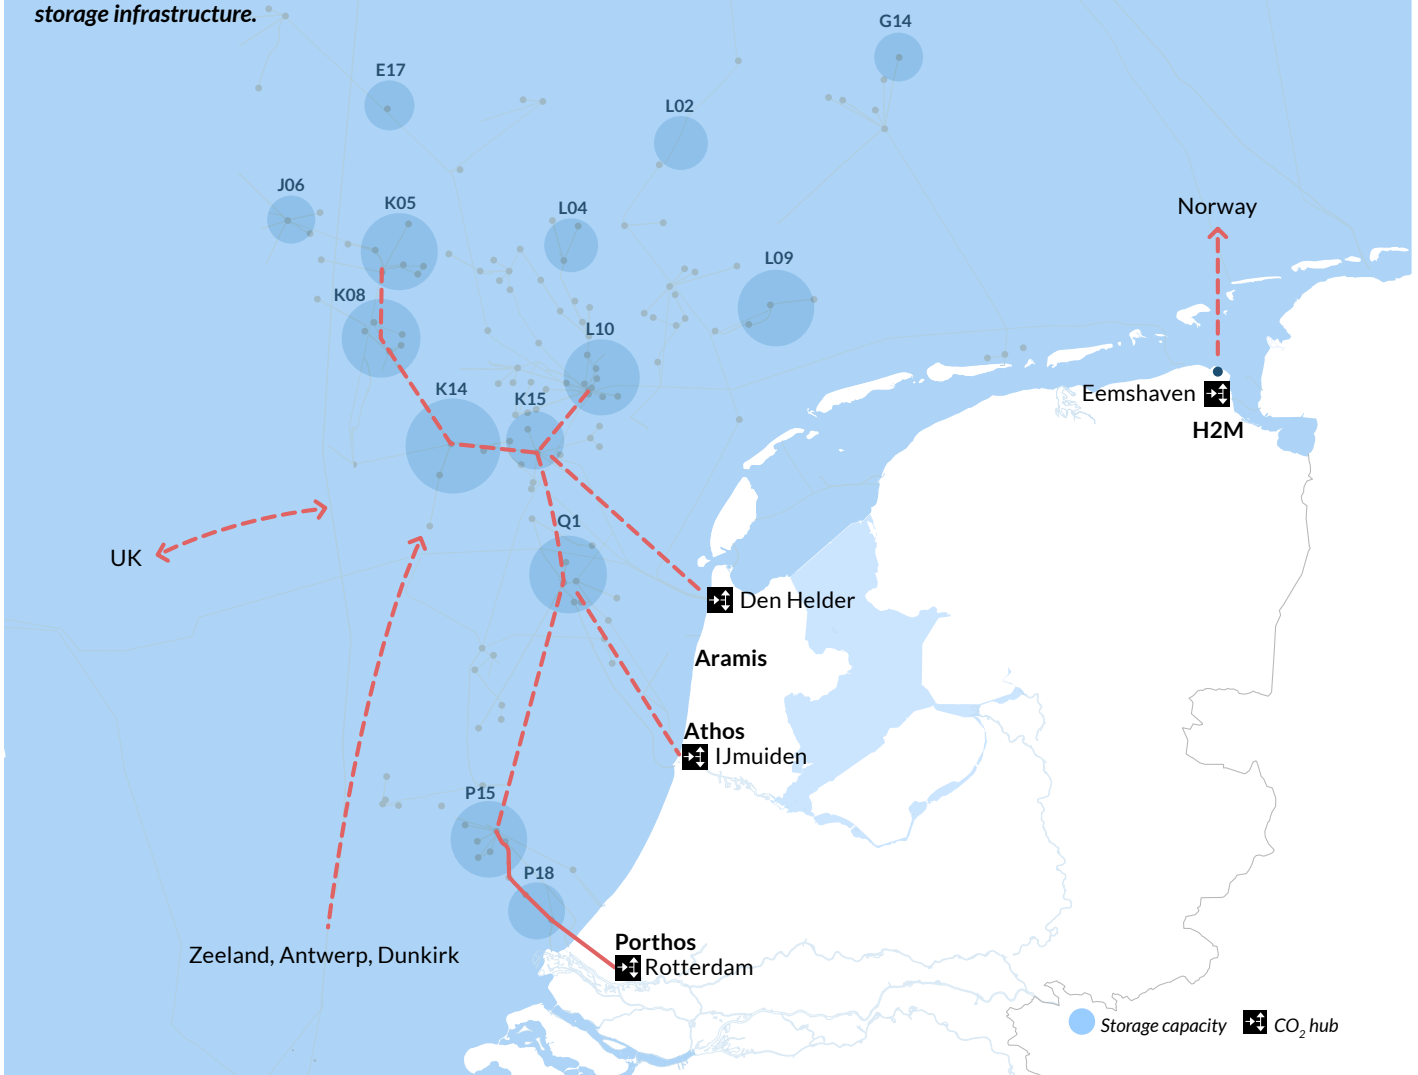 storage infrastructure.
G14
E17
L02
J06
K05
L04
Norway
L09
K08
L10
K14
K15
Eemshaven
H2M
Q1
UK
Den Helder
Aramis
Athos
IJmuiden
P15
P18
Porthos
Zeeland, Antwerp, Dunkirk
Rotterdam
Storage capacity
CO2 hub